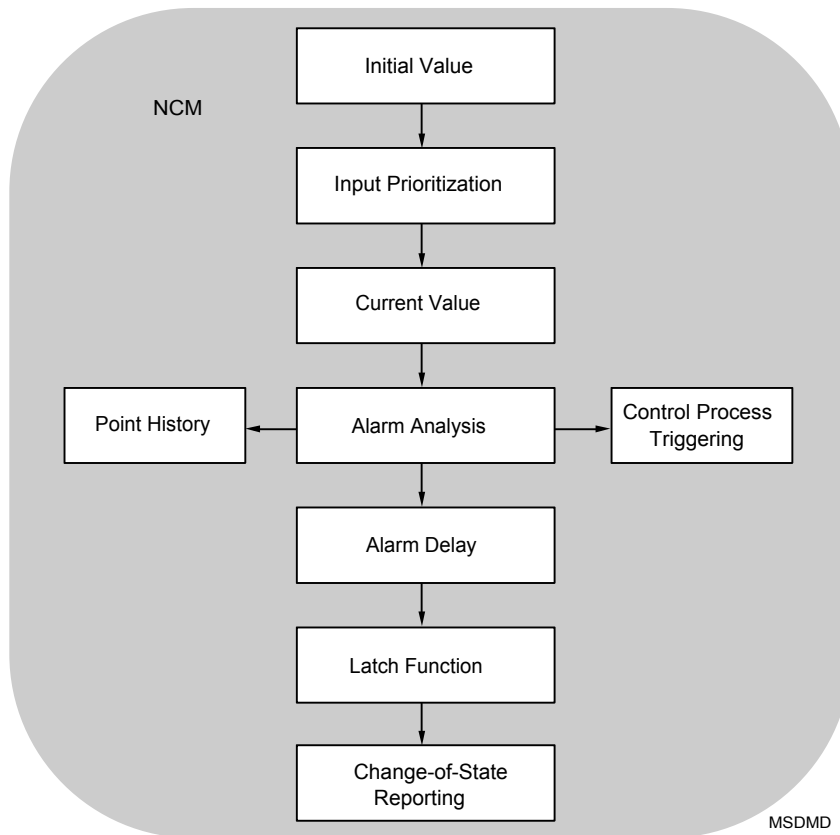 Initial Value
NCM
Input Prioritization
Current Value
Point History
Alarm Analysis
Control Process
Triggering
Alarm Delay
Latch Function
Change-of-State
Reporting
MSDMD